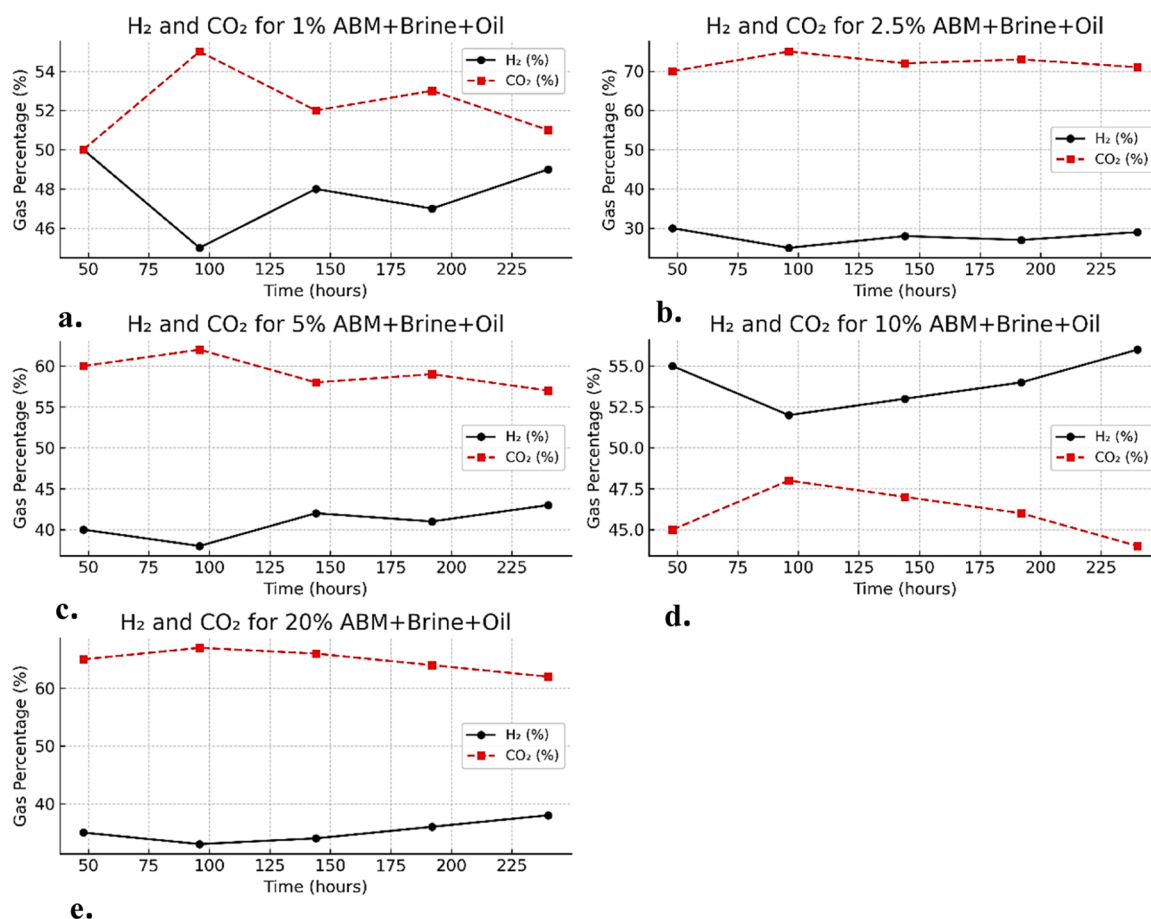 H₂ and CO₂ for 1% ABM+Brine+Oil
Gas Percentage (%)
54
52
50
48
46
H₂ (%)
CO₂ (%)
50 75 100 125 150 175 200 225
Time (hours)
a.
H₂ and CO₂ for 2.5% ABM+Brine+Oil
Gas Percentage (%)
70
60
50
40
30
H₂ (%)
CO₂ (%)
50 75 100 125 150 175 200 225
Time (hours)
b.
H₂ and CO₂ for 5% ABM+Brine+Oil
Gas Percentage (%)
60
55
50
45
40
H₂ (%)
CO₂ (%)
50 75 100 125 150 175 200 225
Time (hours)
c.
H₂ and CO₂ for 10% ABM+Brine+Oil
Gas Percentage (%)
55.0
52.5
50.0
47.5
45.0
H₂ (%)
CO₂ (%)
50 75 100 125 150 175 200 225
Time (hours)
d.
H₂ and CO₂ for 20% ABM+Brine+Oil
Gas Percentage (%)
60
50
40
H₂ (%)
CO₂ (%)
50 75 100 125 150 175 200 225
Time (hours)
e.